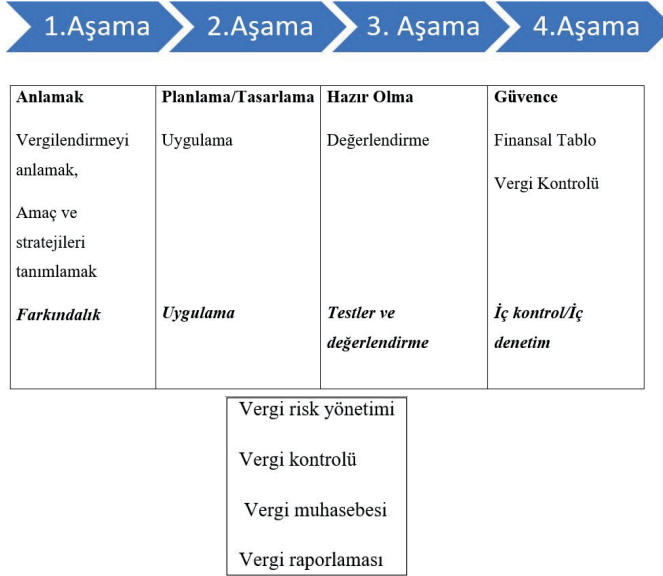 1.Aşama
2.Aşama
3. Aşama
4.Aşama
Anlamak
Vergilendirmeyi
anlamak,
Amaç ve
stratejileri
tanımlamak
Farkındalık
Planlama/Tasarlama
Uygulama
Uygulama
Hazır Olma
Değerlendirme
Testler ve
değerlendirme
Güvence
Finansal Tablo
Vergi Kontrolü
İç kontrol/İç
denetim
Vergi risk yönetimi
Vergi kontrolü
Vergi muhasebesi
Vergi raporlaması